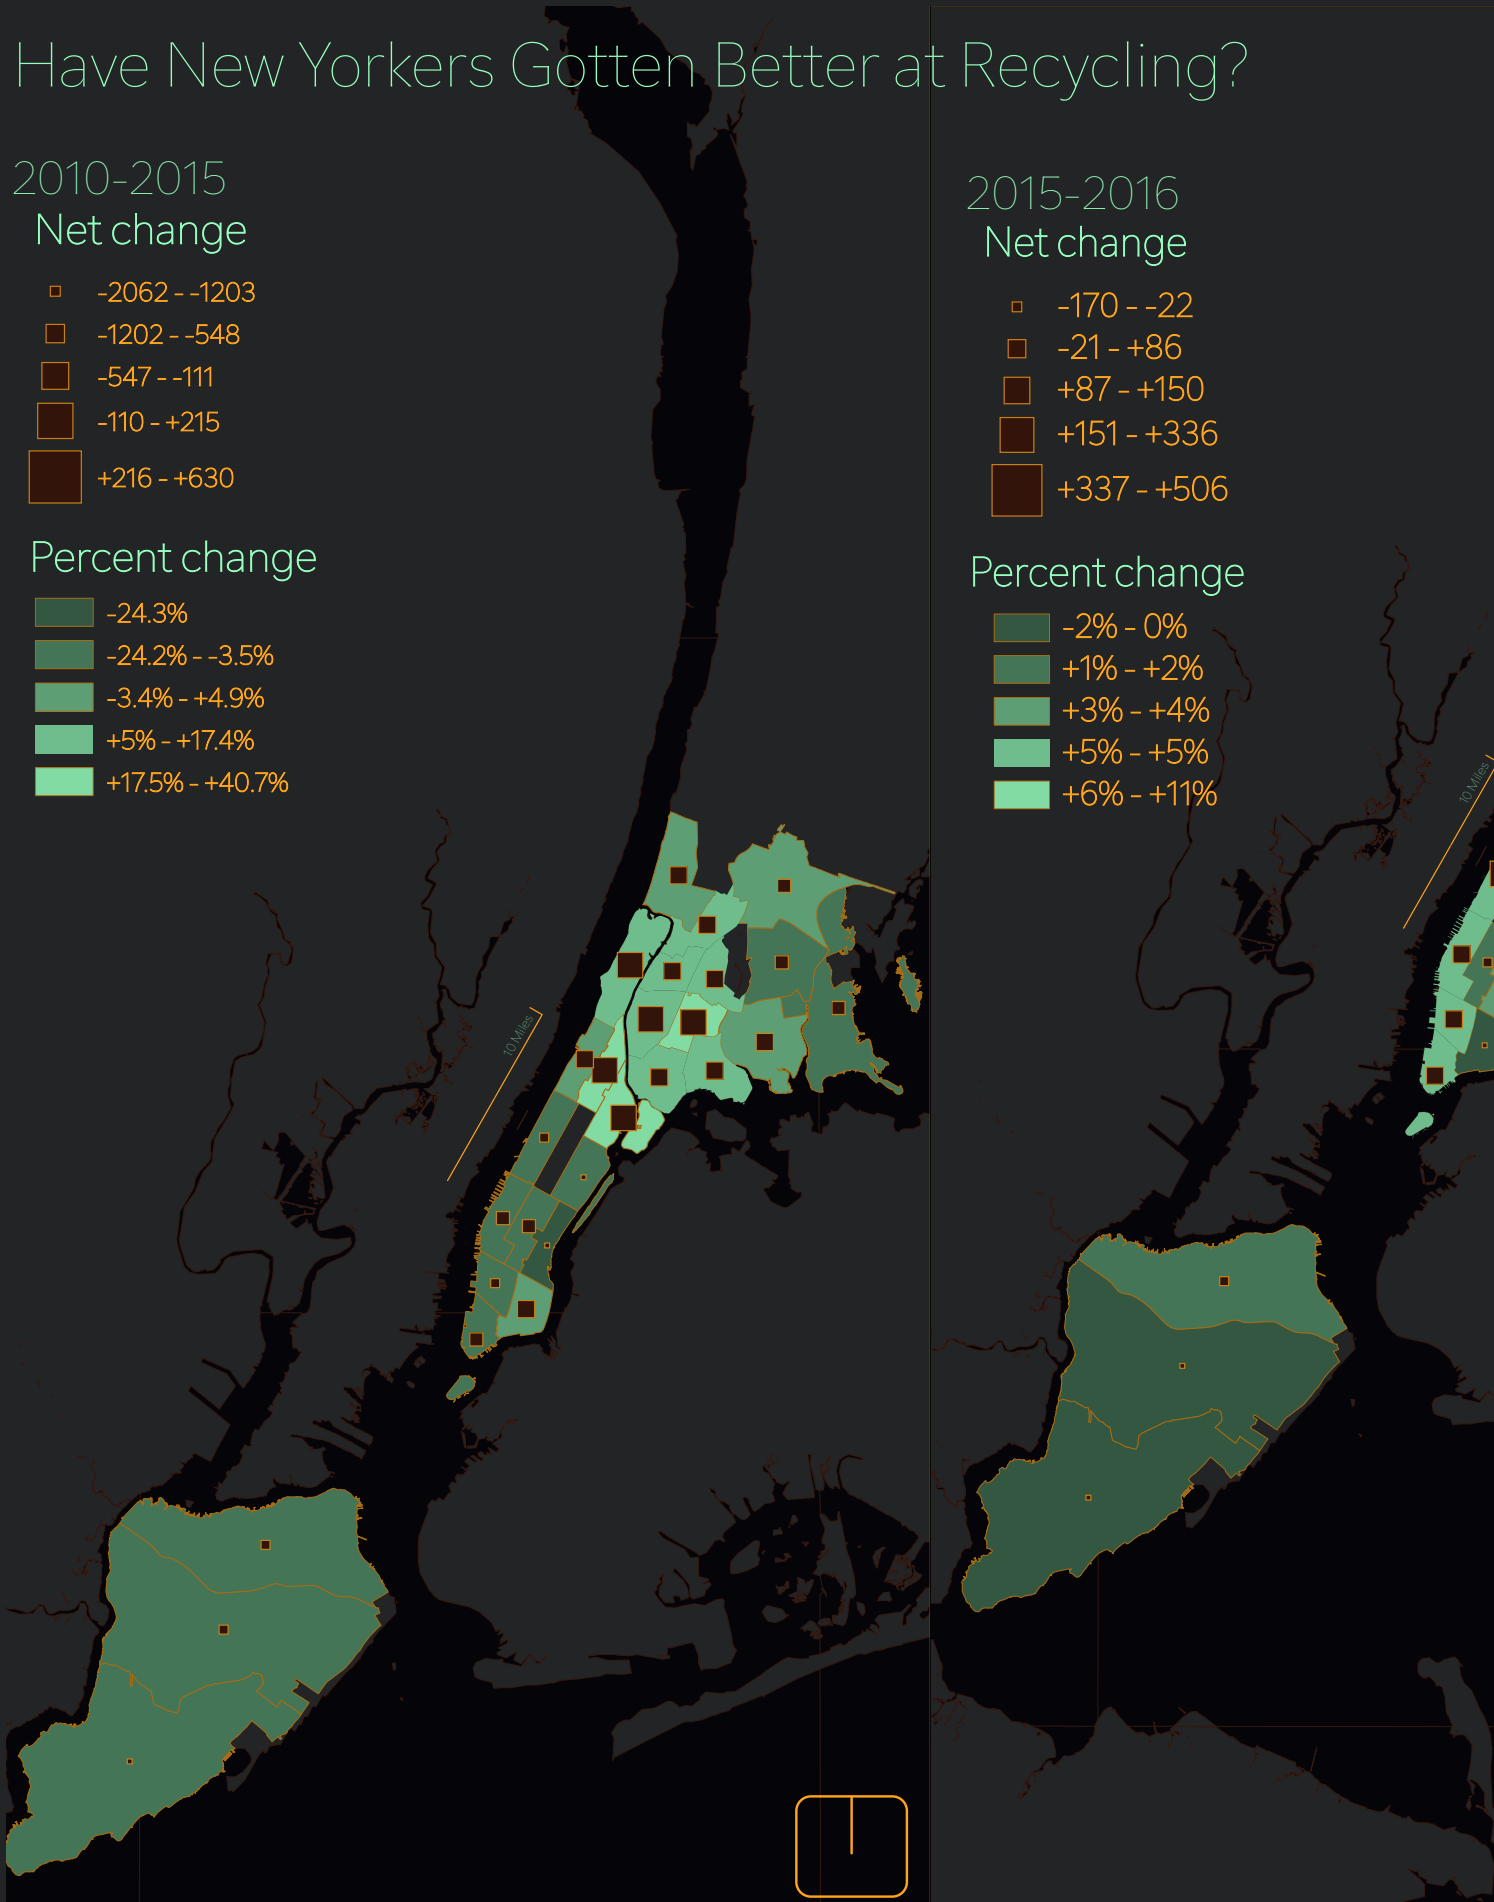 Have New Yorkers Gotten Better at Recycling?
2010-2015
Net change
-2062 - -1203
-1202 - -548
-547 - -111
-110 - +215
+216 - +630
Percent change
-24.3%
-24.2% - -3.5%
-3.4% - +4.9%
+5% - +17.4%
+17.5% - +40.7%
10 Miles
2015-2016
Net change
-170 - -22
-21 - +86
+87 - +150
+151 - +336
+337 - +506
Percent change
-2% - 0%
+1% - +2%
+3% - +4%
+5% - +5%
+6% - +11%
10 Miles